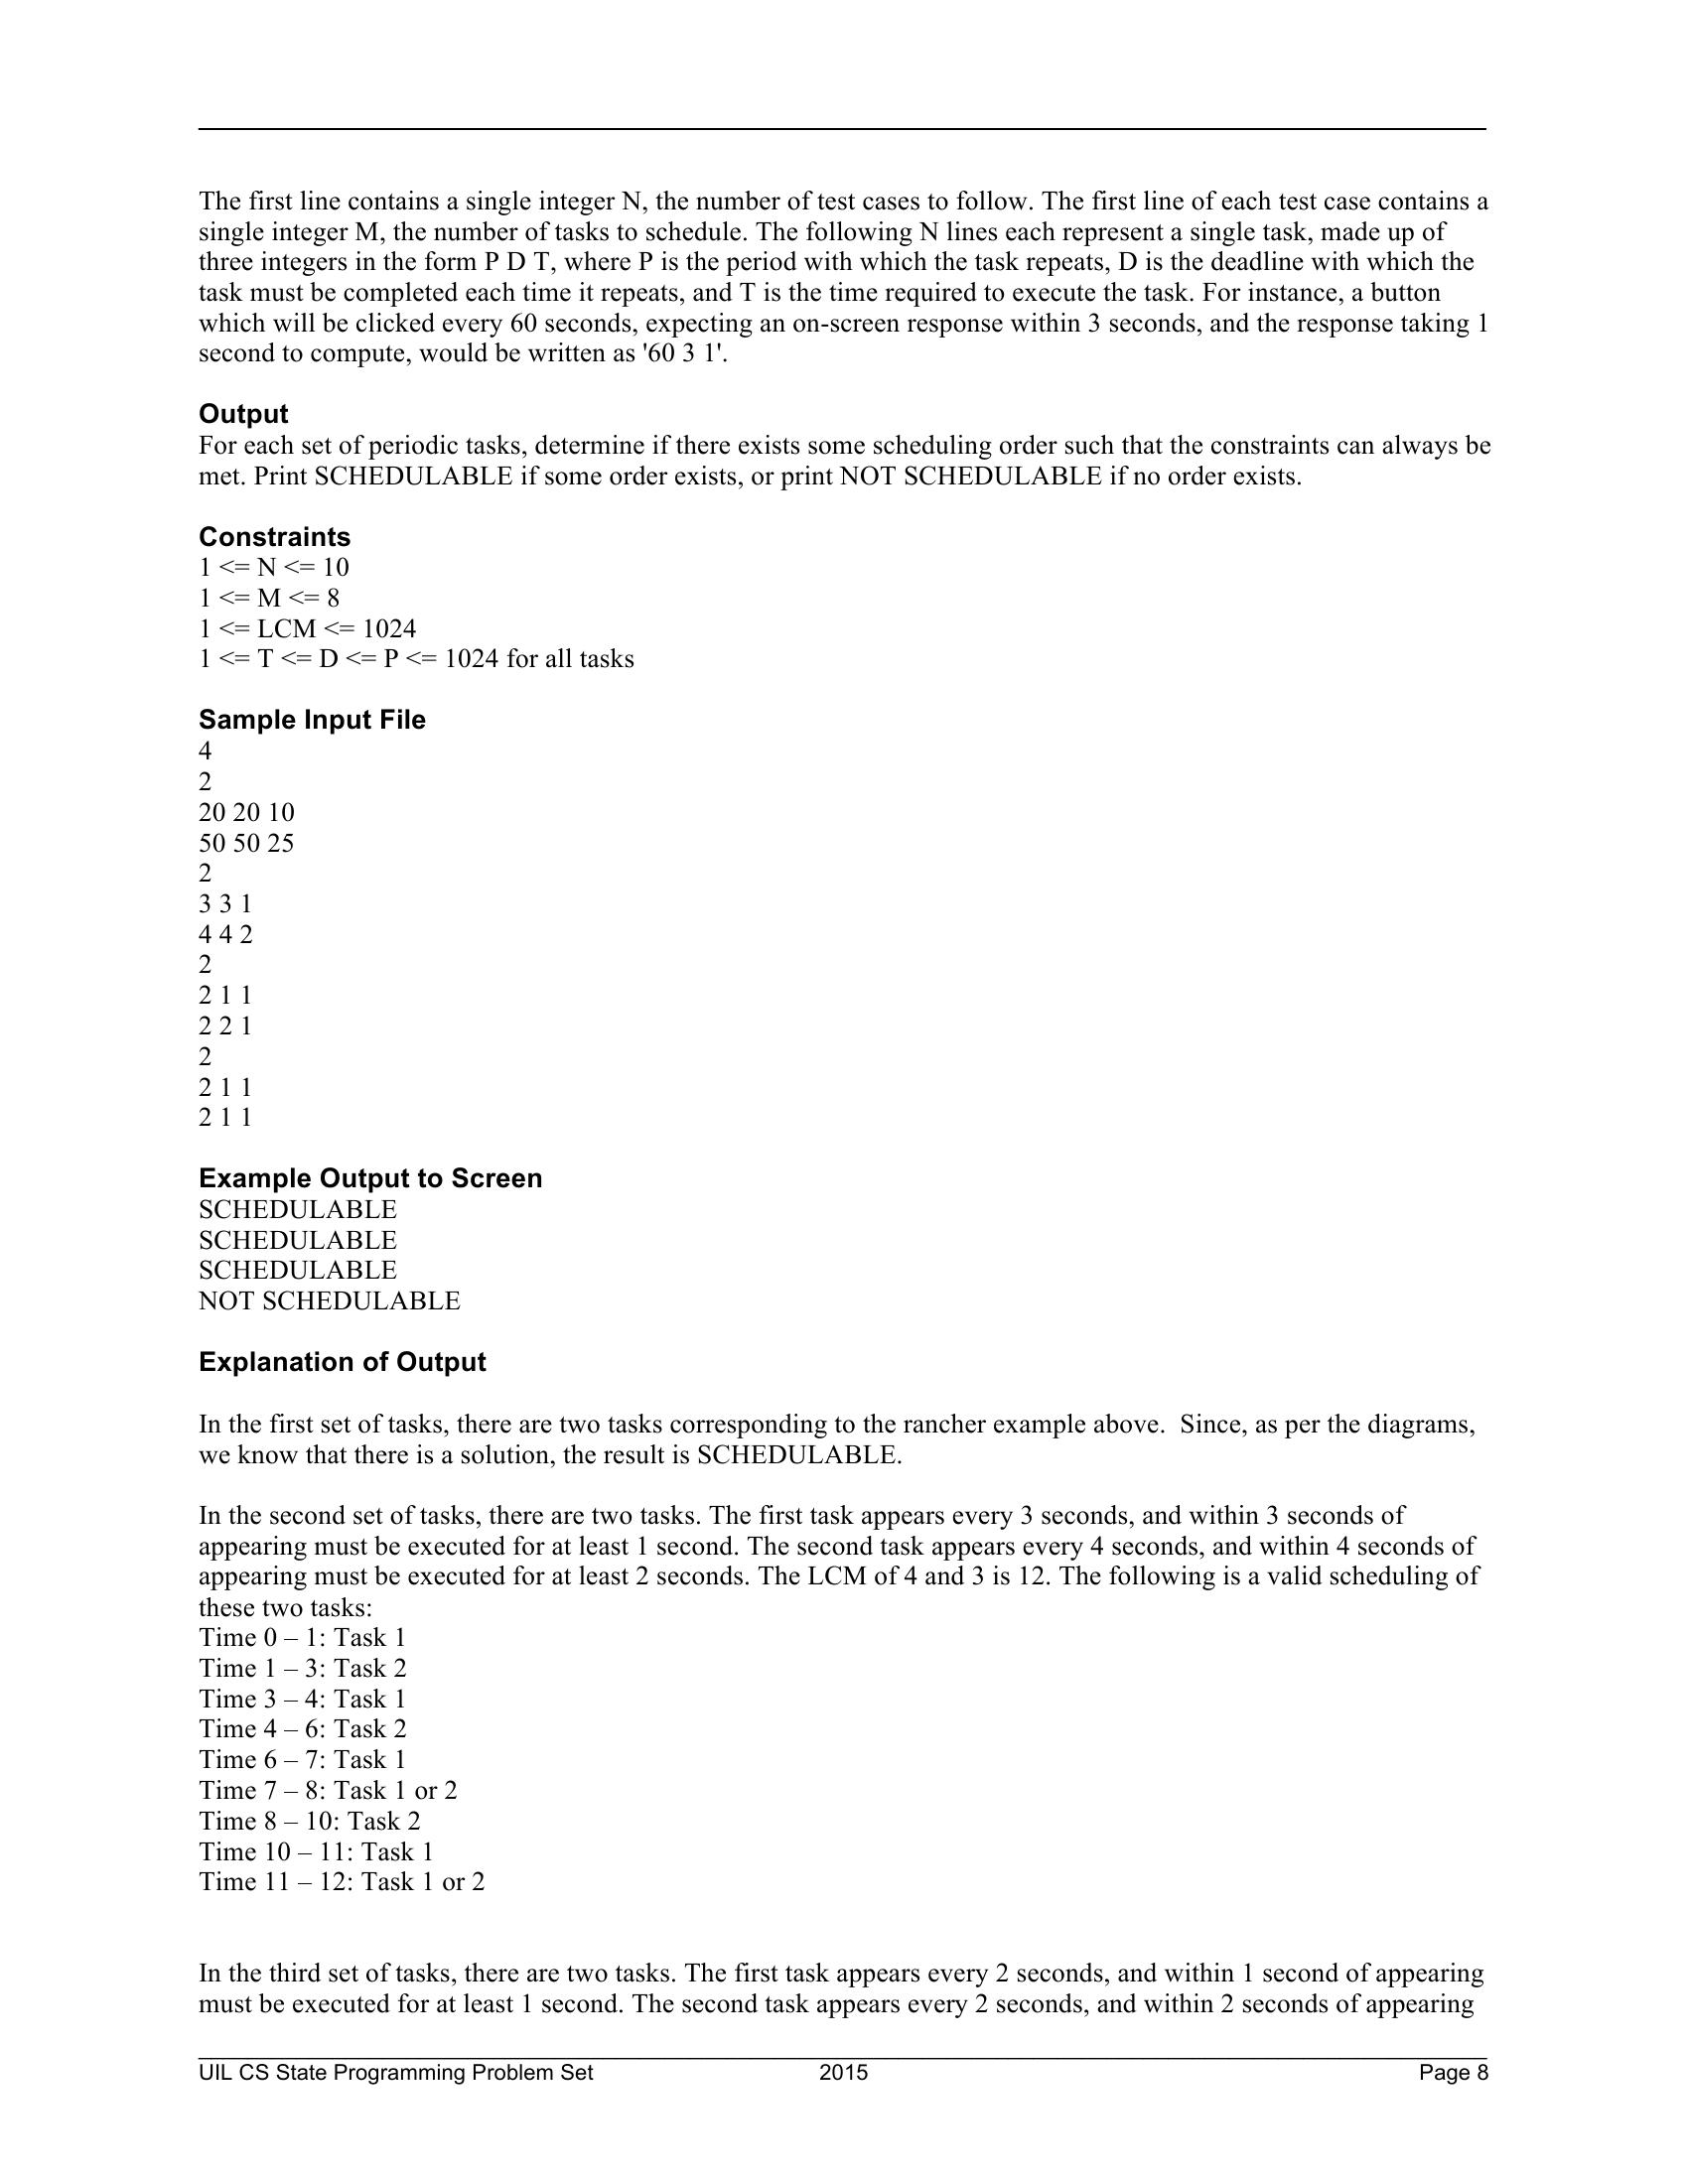 The first line contains a single integer N, the number of test cases to follow. The first line of each test case contains a
single integer M, the number of tasks to schedule. The following N lines each represent a single task, made up of
three integers in the form P D T, where P is the period with which the task repeats, D is the deadline with which the
task must be completed each time it repeats, and T is the time required to execute the task. For instance, a button
which will be clicked every 60 seconds, expecting an on-screen response within 3 seconds, and the response taking 1
second to compute, would be written as '60 3 1'.
Output
For each set of periodic tasks, determine if there exists some scheduling order such that the constraints can always be
met. Print SCHEDULABLE if some order exists, or print NOT SCHEDULABLE if no order exists.
Constraints
1 <= N <= 10
1 <= M <= 8
1 <= LCM <= 1024
1 <= T <= D <= P <= 1024 for all tasks
Sample Input File
4
2
20 20 10
50 50 25
2
3 3 1
4 4 2
2
2 1 1
2 2 1
2
2 1 1
2 1 1
Example Output to Screen
SCHEDULABLE
SCHEDULABLE
SCHEDULABLE
NOT SCHEDULABLE
Explanation of Output
In the first set of tasks, there are two tasks corresponding to the rancher example above.  Since, as per the diagrams,
we know that there is a solution, the result is SCHEDULABLE.
In the second set of tasks, there are two tasks. The first task appears every 3 seconds, and within 3 seconds of
appearing must be executed for at least 1 second. The second task appears every 4 seconds, and within 4 seconds of
appearing must be executed for at least 2 seconds. The LCM of 4 and 3 is 12. The following is a valid scheduling of
these two tasks:
Time 0 – 1: Task 1
Time 1 – 3: Task 2
Time 3 – 4: Task 1
Time 4 – 6: Task 2
Time 6 – 7: Task 1
Time 7 – 8: Task 1 or 2
Time 8 – 10: Task 2
Time 10 – 11: Task 1
Time 11 – 12: Task 1 or 2
In the third set of tasks, there are two tasks. The first task appears every 2 seconds, and within 1 second of appearing
must be executed for at least 1 second. The second task appears every 2 seconds, and within 2 seconds of appearing
UIL CS State Programming Problem Set 2015 Page 8